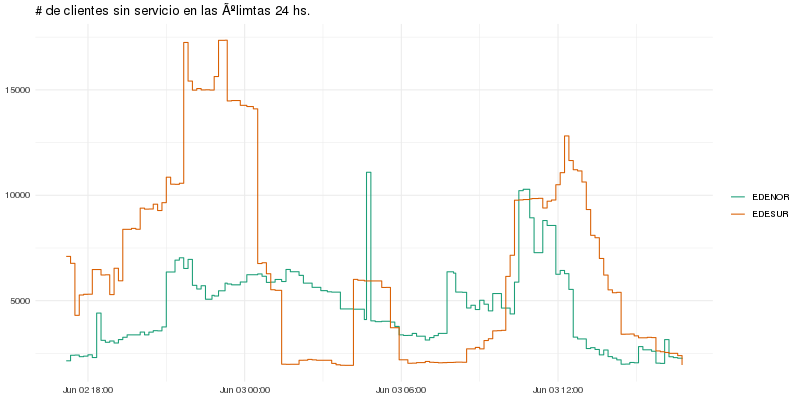 # de clientes sin servicio en las Ãºlimtas 24 hs.
15000
10000
5000
Jun 02 18:00 Jun 03 00:00 Jun 03 06:00 Jun 03 12:00
EDENOR
EDESUR